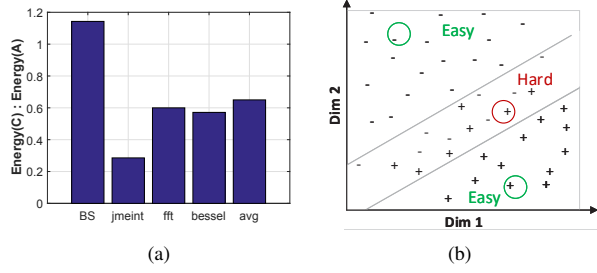 Energy(C) : Energy(A)
1.2
1
0.8
0.6
0.4
0.2
0
BS jmeint fft bessel avg
(a)
Dim 2
Easy
Hard
Easy
Dim 1
(b)